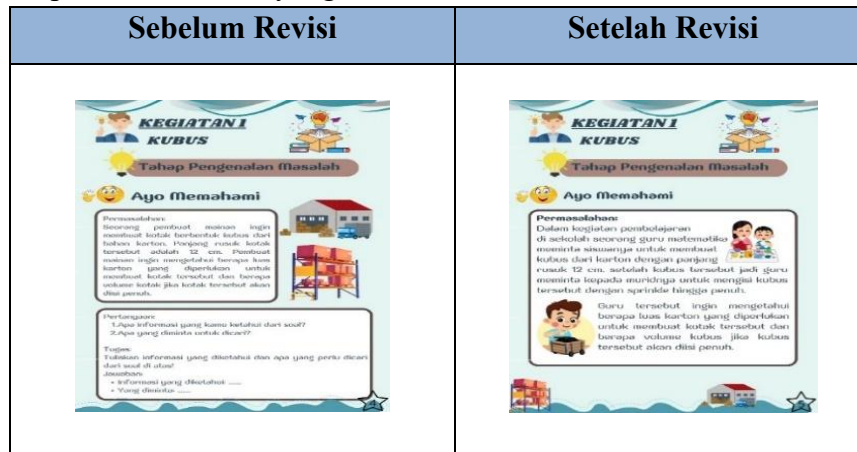 Sebelum Revisi
Setelah Revisi
KEGIATAN 1
KUBUS
Tahap Pengenalan Masalah
Ayo Memahami
Permasalahan:
Seorang pembuat mainan ingin
membuat kotak berbentuk kubus dari
bahan karton. Panjang rusuk kotak
tersebut adalah 12 cm. Pembuat
mainan ingin mengetahui berapa luas
karton yang diperlukan untuk
membuat kotak tersebut dan berapa
volume kotak jika kotak tersebut akan
diisi penuh.
Pertanyaan:
1.Apa informasi yang kamu ketahui dari soal?
2.Apa yang diminta untuk dicari?
Tugas:
Tuliskan informasi yang diketahui dan apa yang perlu dicari
dari soal di atas!
Jawaban:
• Informasi yang diketahui: ......
• Yang diminta: ......
4
KEGIATAN 1
KUBUS
Tahap Pengenalan Masalah
Ayo Memahami
Permasalahan:
Dalam kegiatan pembelajaran
di sekolah seorang guru matematika
meminta siswanya untuk membuat
kubus dari karton dengan panjang
rusuk 12 cm. setelah kubus tersebut jadi guru
meminta kepada muridnya untuk mengisi kubus
tersebut dengan sprinkle hingga penuh.
Guru tersebut ingin mengetahui
berapa luas karton yang diperlukan
untuk membuat kotak tersebut dan
berapa volume kubus jika kubus
tersebut akan diisi penuh.